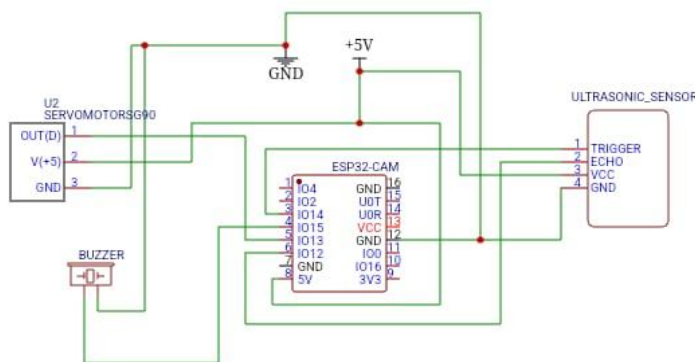 +5V
GND
U2
SERVOMOTORSG90
OUT(D) 1
V(+5) 2
GND 3
BUZZER
ESP32-CAM
1 IO4
2 IO2
3 IO14
4 IO15
5 IO13
6 IO12
7 GND
8 5V
GND 16
U0T 15
U0R 14
VCC 13
GND 12
IO0 11
IO16 10
3V3 9
ULTRASONIC_SENSOR
1 TRIGGER
2 ECHO
3 VCC
4 GND